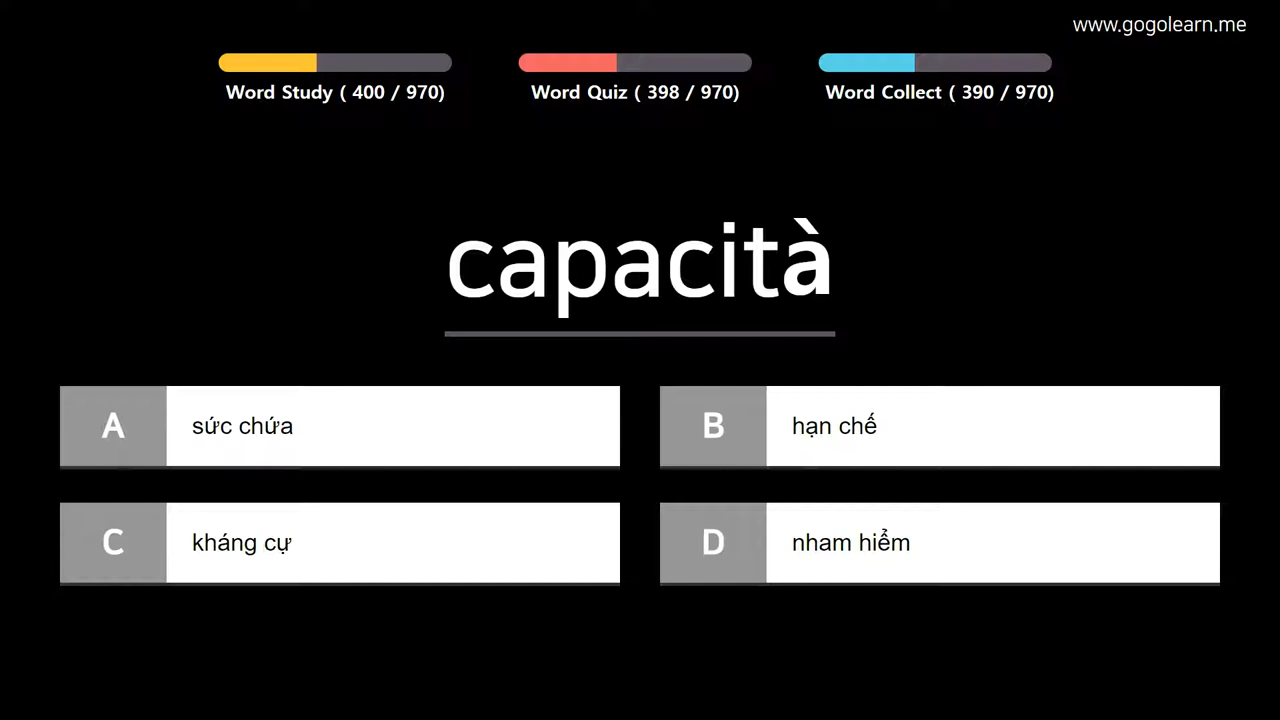 www.gogolearn.me
Word Study ( 400 / 970)
Word Quiz ( 398 / 970)
Word Collect ( 390 / 970)
capacità
A sức chứa
B hạn chế
C kháng cự
D nham hiểm